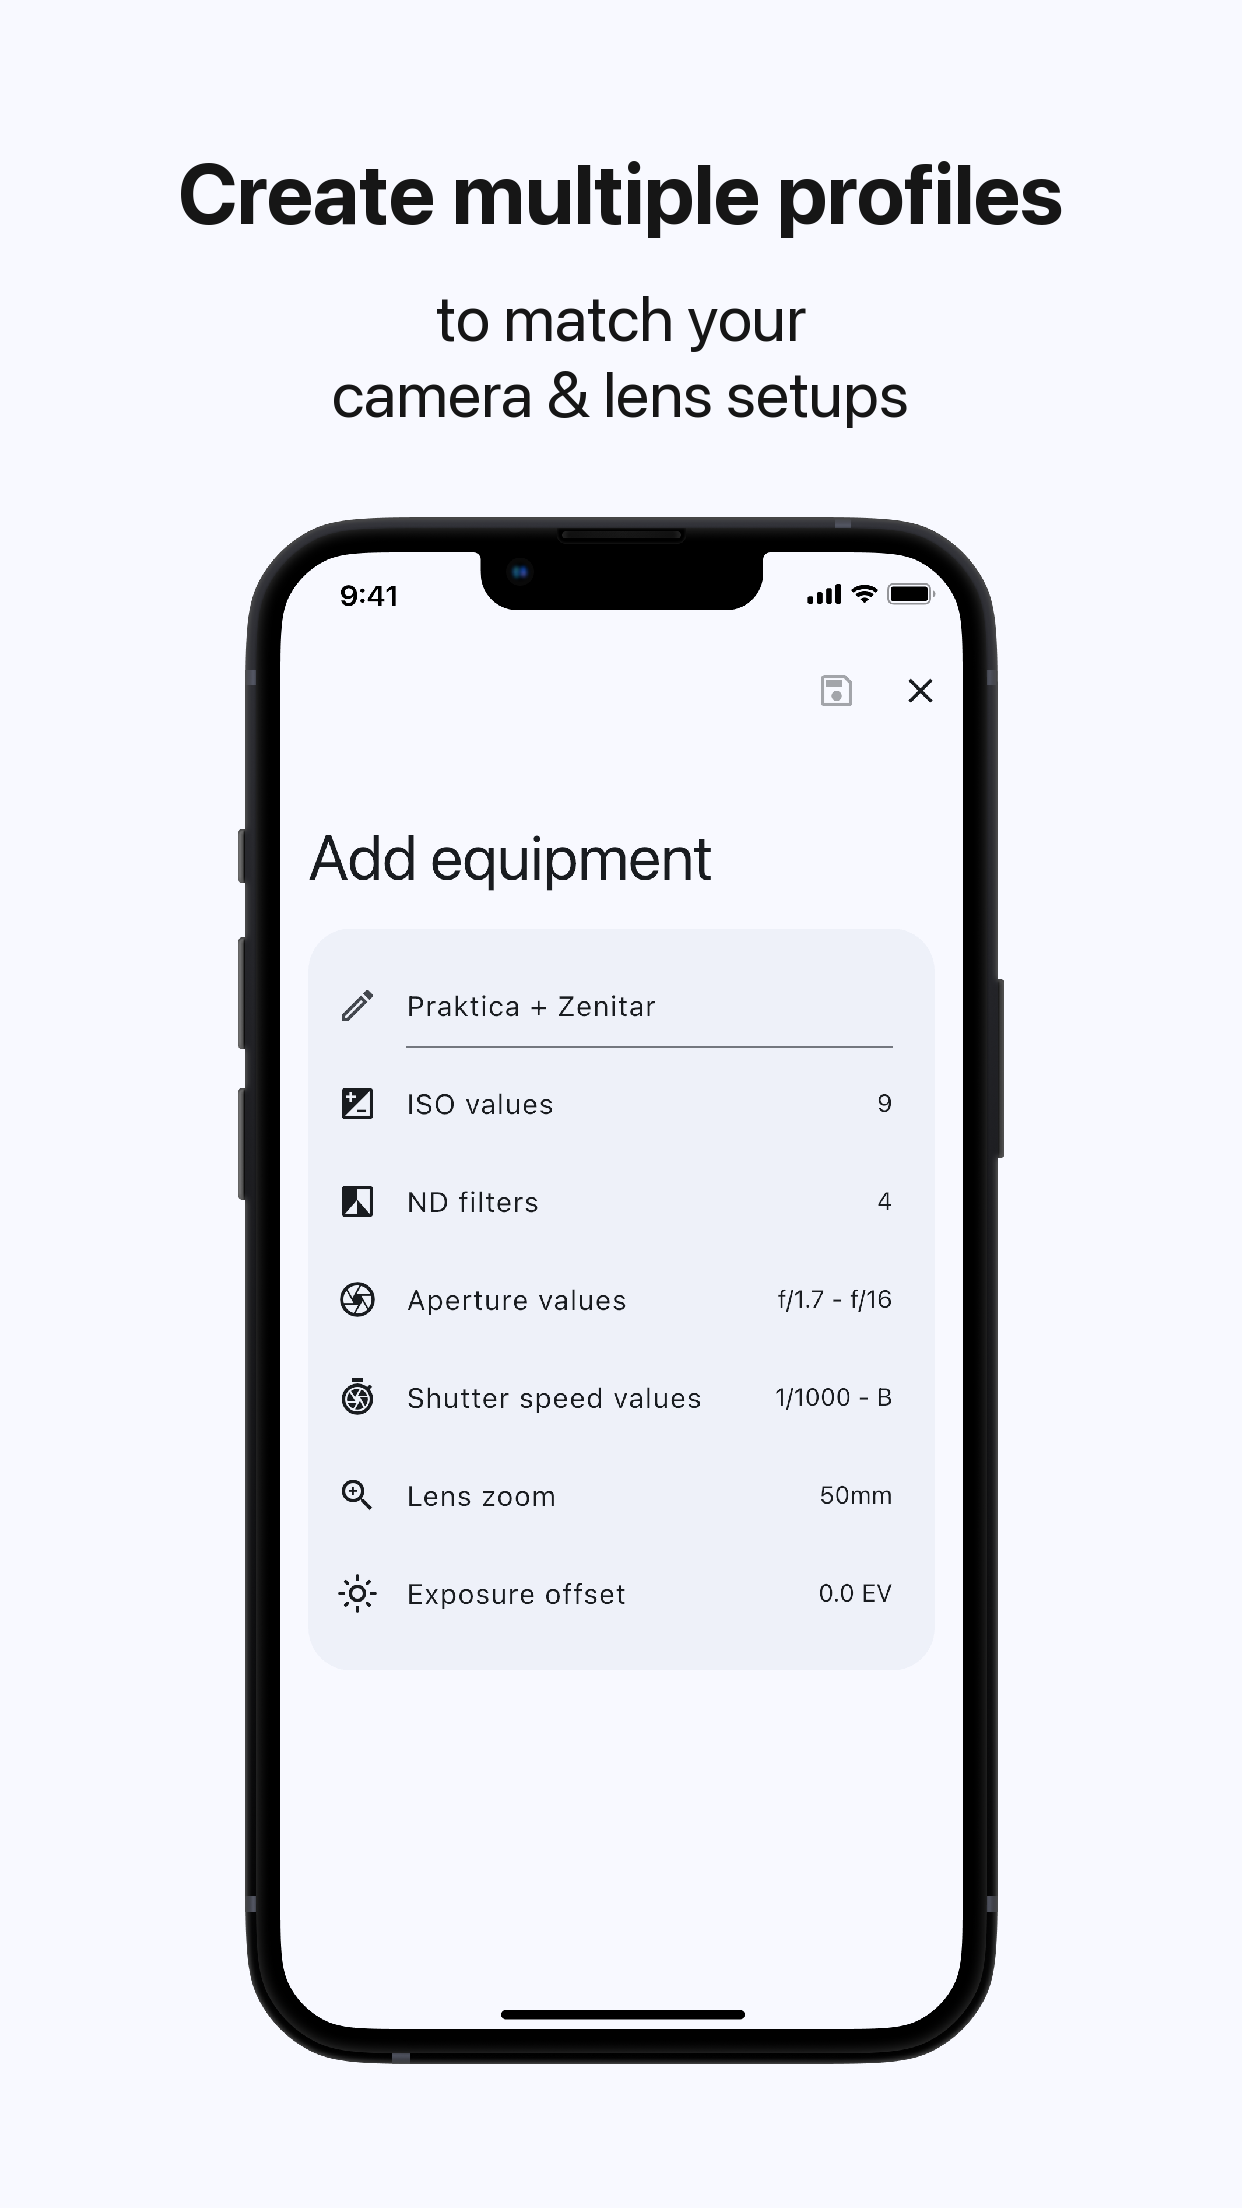 Create multiple profiles
to match your
camera & lens setups
9:41
Add equipment
Praktica + Zenitar
ISO values 9
ND filters 4
Aperture values f/1.7 - f/16
Shutter speed values 1/1000 - B
Lens zoom 50mm
Exposure offset 0.0 EV